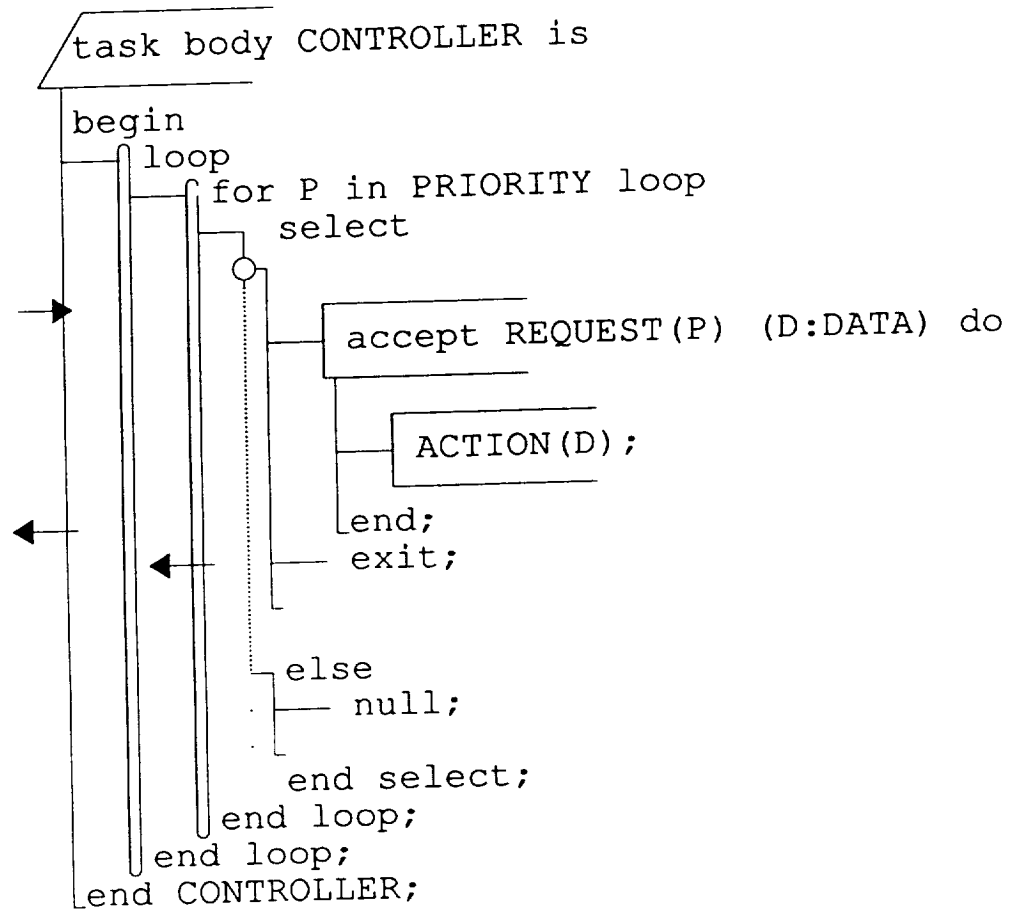 task body CONTROLLER is
begin
loop
for P in PRIORITY loop
select
accept REQUEST(P) (D:DATA) do
ACTION(D);
end;
exit;
else
null;
end select;
end loop;
end loop;
end CONTROLLER;